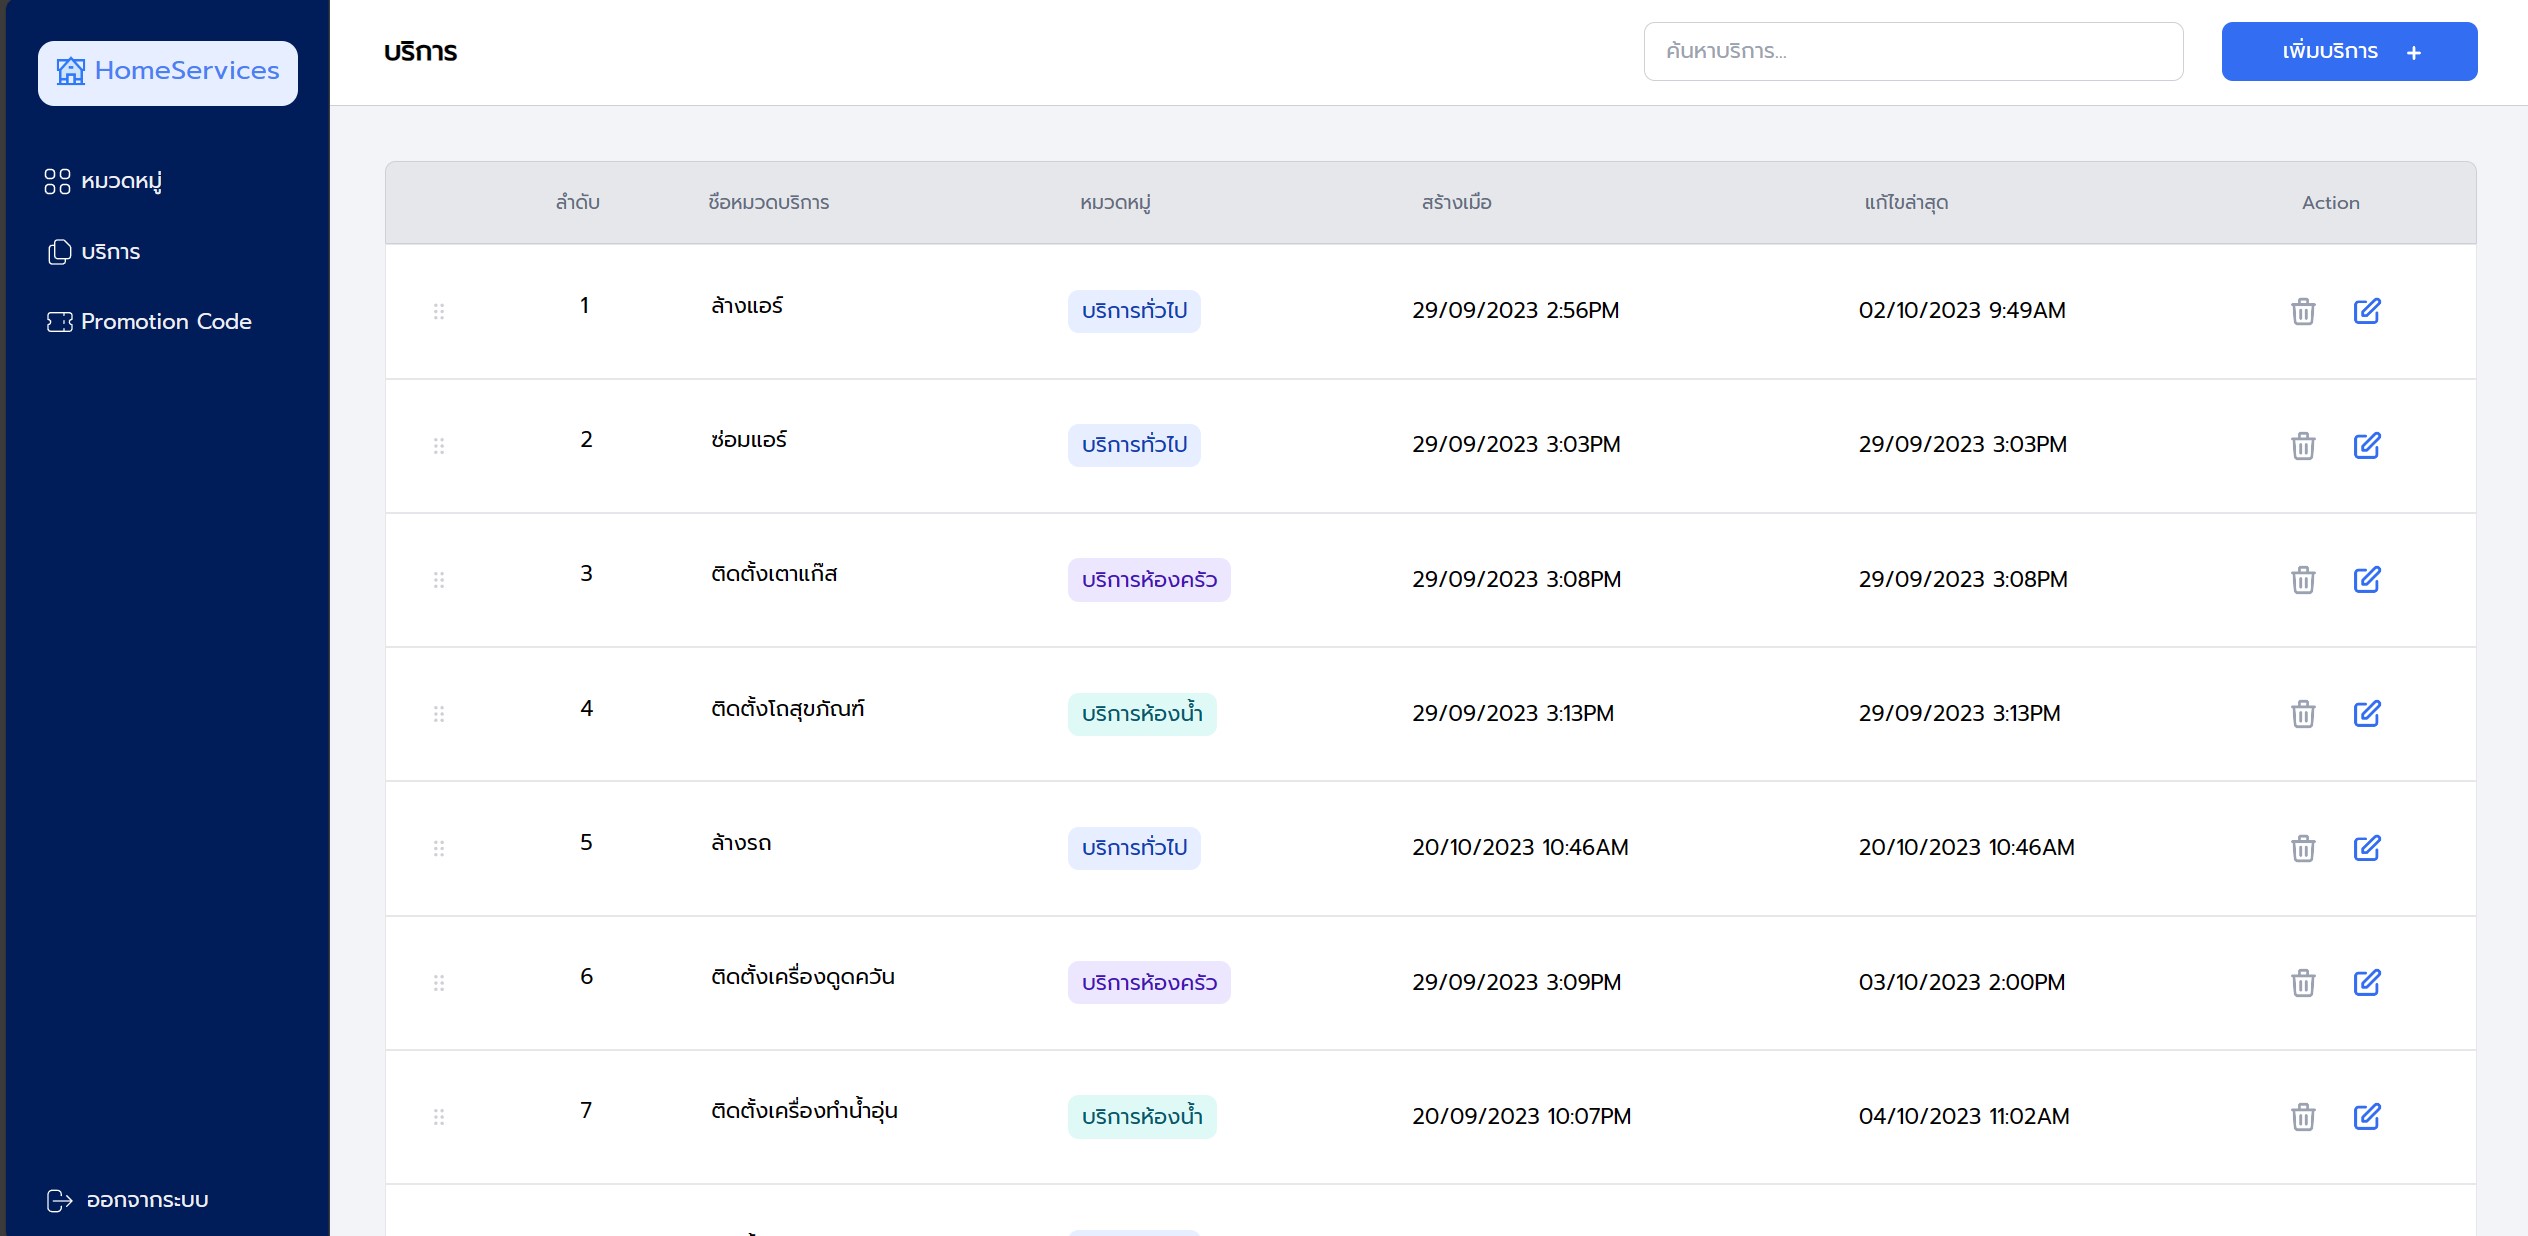 HomeServices
หมวดหมู่
บริการ
Promotion Code
ออกจากระบบ
บริการ
ค้นหาบริการ...
เพิ่มบริการ +
ลำดับ ชื่อหมวดบริการ หมวดหมู่ สร้างเมื่อ แก้ไขล่าสุด Action
1 ล้างแอร์ บริการทั่วไป 29/09/2023 2:56PM 02/10/2023 9:49AM
2 ซ่อมแอร์ บริการทั่วไป 29/09/2023 3:03PM 29/09/2023 3:03PM
3 ติดตั้งเตาแก๊ส บริการห้องครัว 29/09/2023 3:08PM 29/09/2023 3:08PM
4 ติดตั้งโถสุขภัณฑ์ บริการห้องน้ำ 29/09/2023 3:13PM 29/09/2023 3:13PM
5 ล้างรถ บริการทั่วไป 20/10/2023 10:46AM 20/10/2023 10:46AM
6 ติดตั้งเครื่องดูดควัน บริการห้องครัว 29/09/2023 3:09PM 03/10/2023 2:00PM
7 ติดตั้งเครื่องทำน้ำอุ่น บริการห้องน้ำ 20/09/2023 10:07PM 04/10/2023 11:02AM